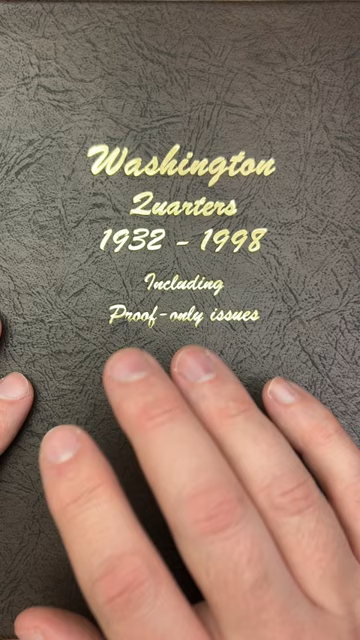 Washington
Quarters
1932 - 1998
Including
Proof-only issues